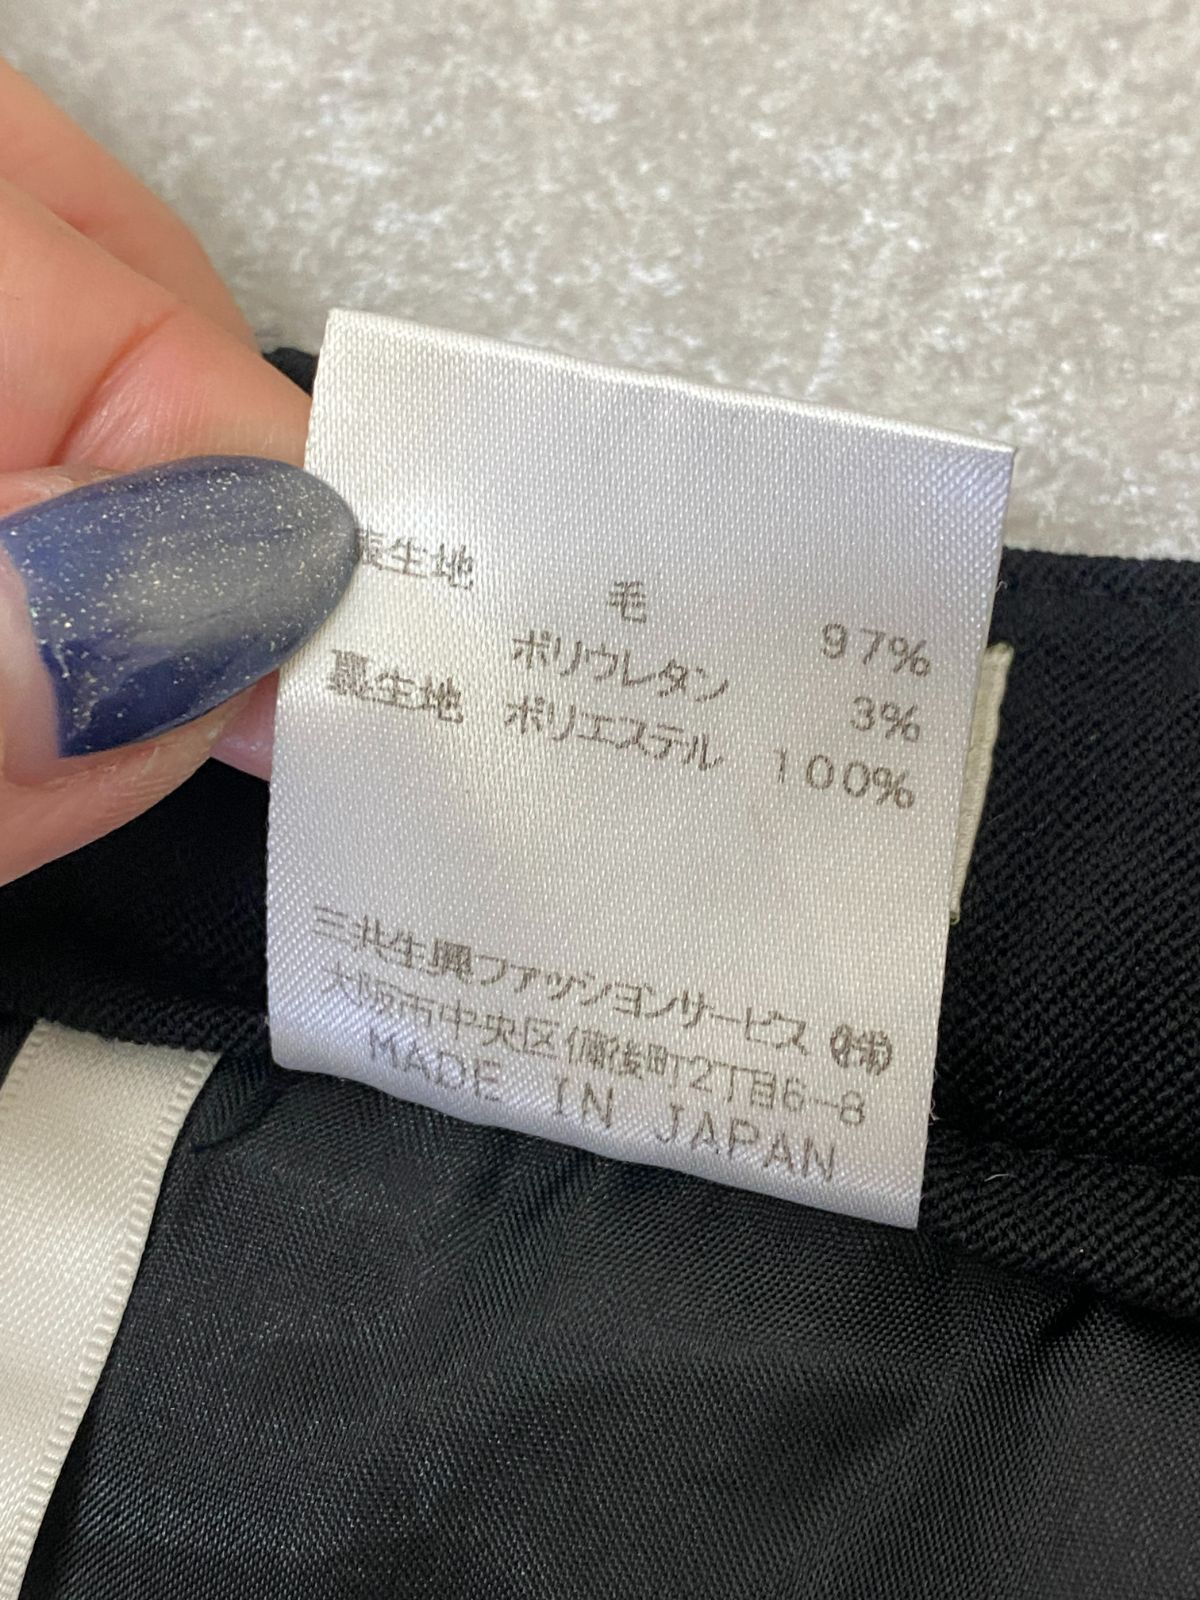 表生地 毛 97%
ポリウレタン 3%
裏生地 ポリエステル 100%
三共生興ファッションサービス(株)
大阪市中央区備後町2丁目6-8
MADE IN JAPAN